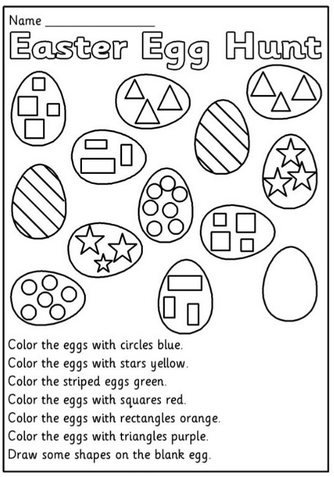 Name
Easter Egg Hunt
Color the eggs with circles blue.
Color the eggs with stars yellow.
Color the striped eggs green.
Color the eggs with squares red.
Color the eggs with rectangles orange.
Color the eggs with triangles purple.
Draw some shapes on the blank egg.